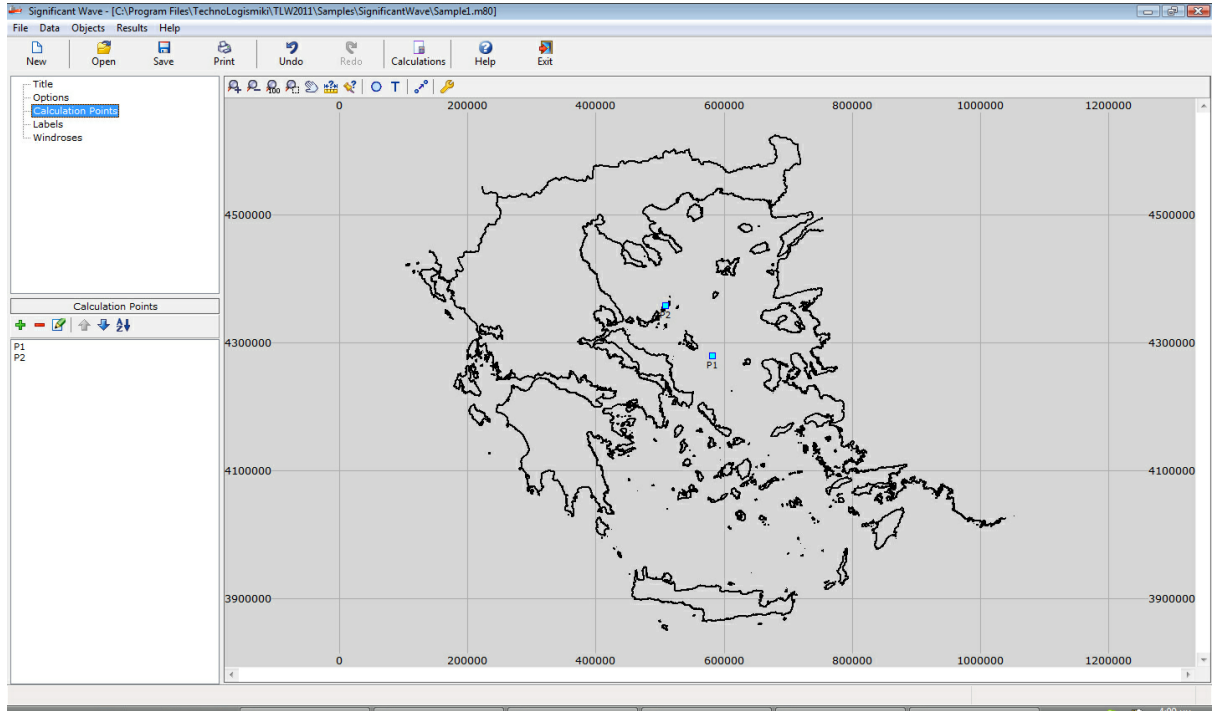 Significant Wave - [C:\Program Files\TechnoLogismiki\TLW2011\Samples\SignificantWave\Sample1.m80]
File Data Objects Results Help
New Open Save Print Undo Redo Calculations Help Exit
Title
Options
Calculation Points
Labels
Windroses
Calculation Points
P1
P2
0 200000 400000 600000 800000 1000000 1200000
4500000 4500000
P2
4300000 4300000
P1
4100000 4100000
3900000 3900000
0 200000 400000 600000 800000 1000000 1200000